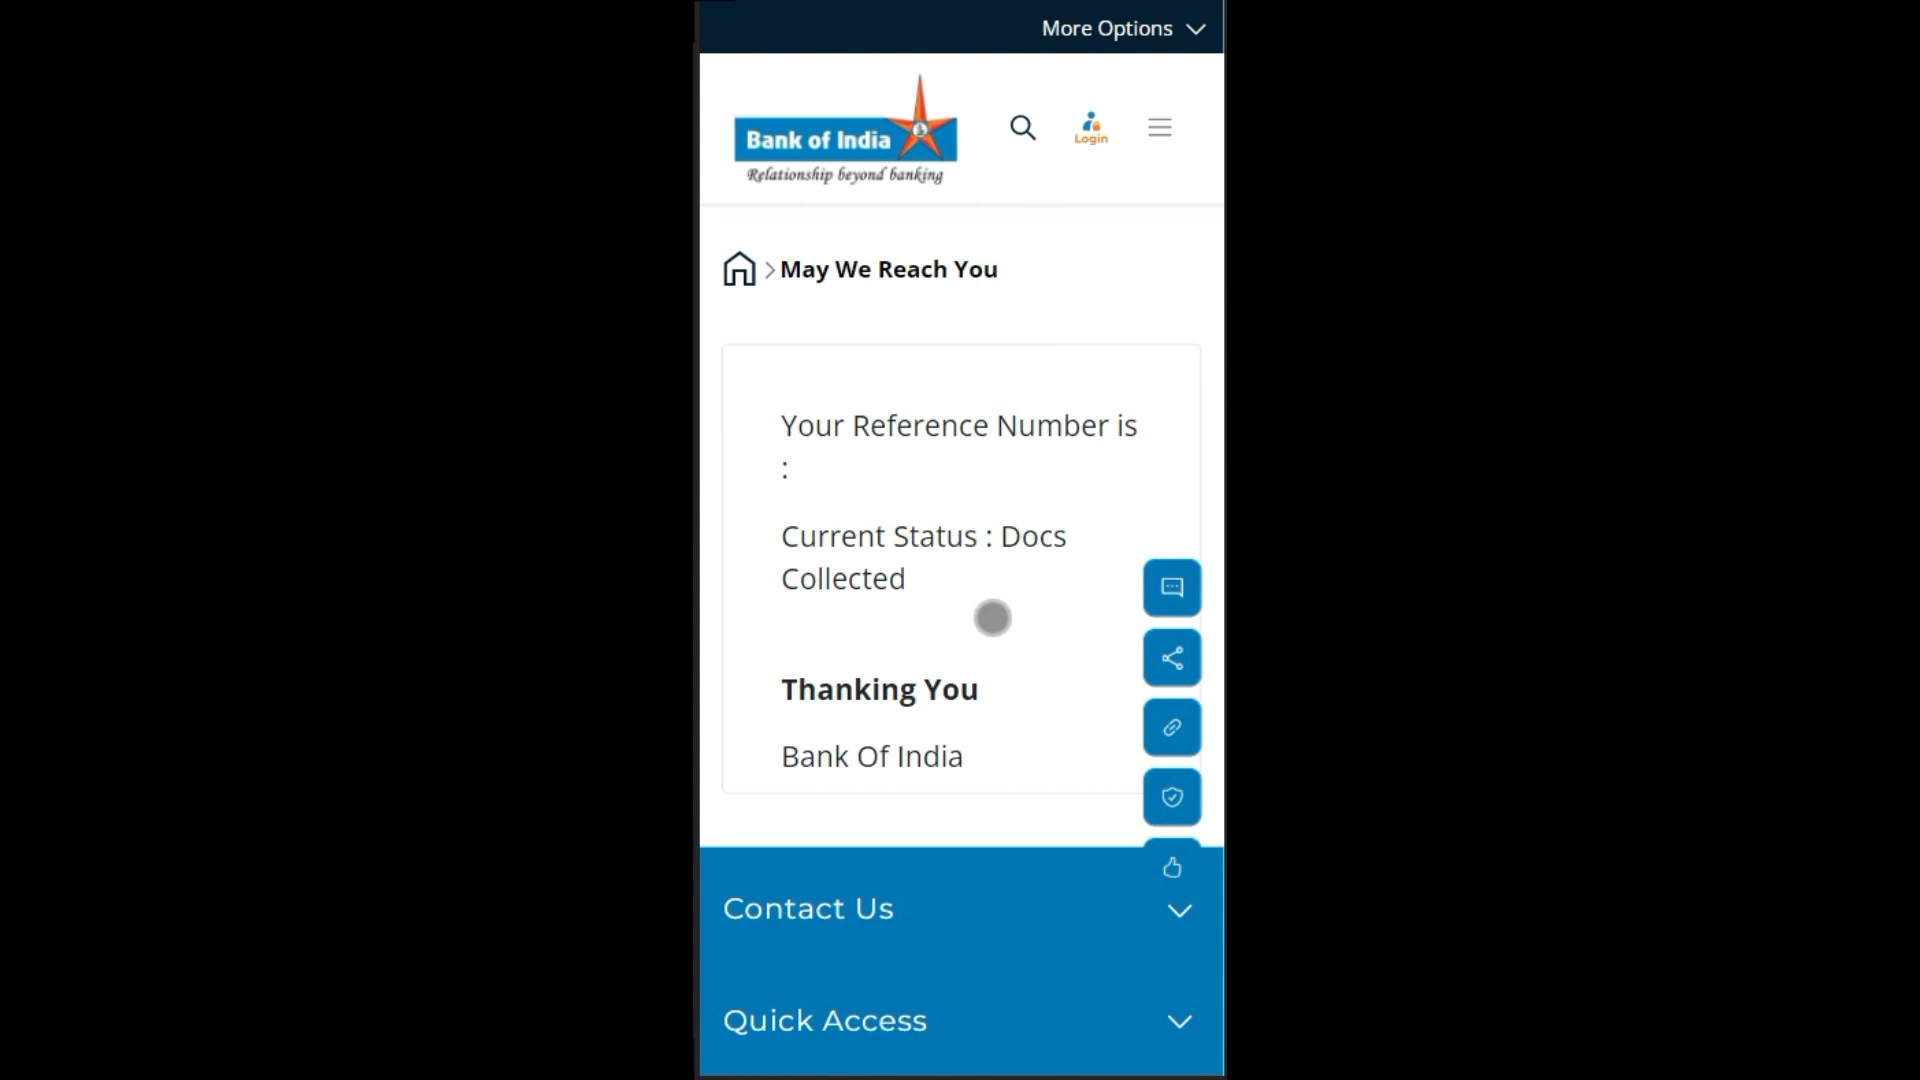 More Options
Bank of India
Relationship beyond banking
Login
May We Reach You
Your Reference Number is
:
Current Status : Docs
Collected
Thanking You
Bank Of India
Contact Us
Quick Access